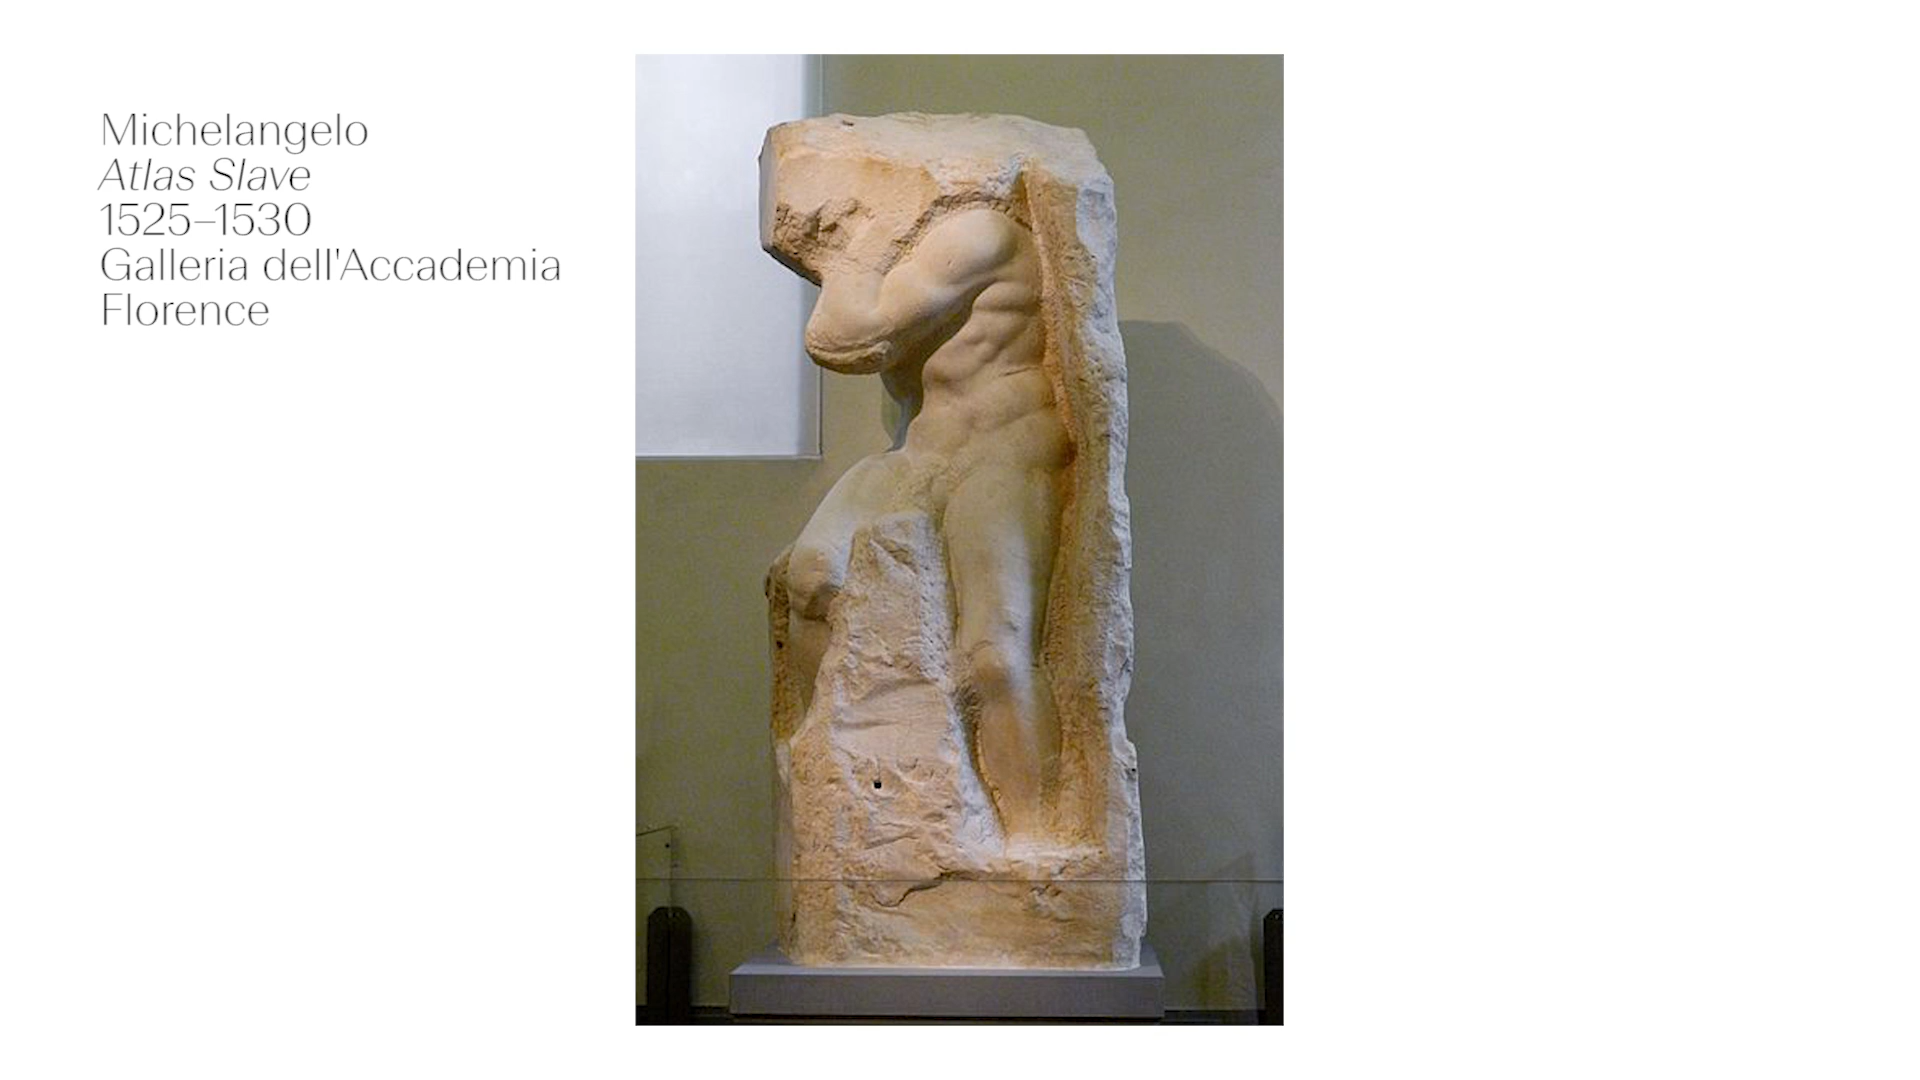 Michelangelo
Atlas Slave
1525–1530
Galleria dell'Accademia
Florence